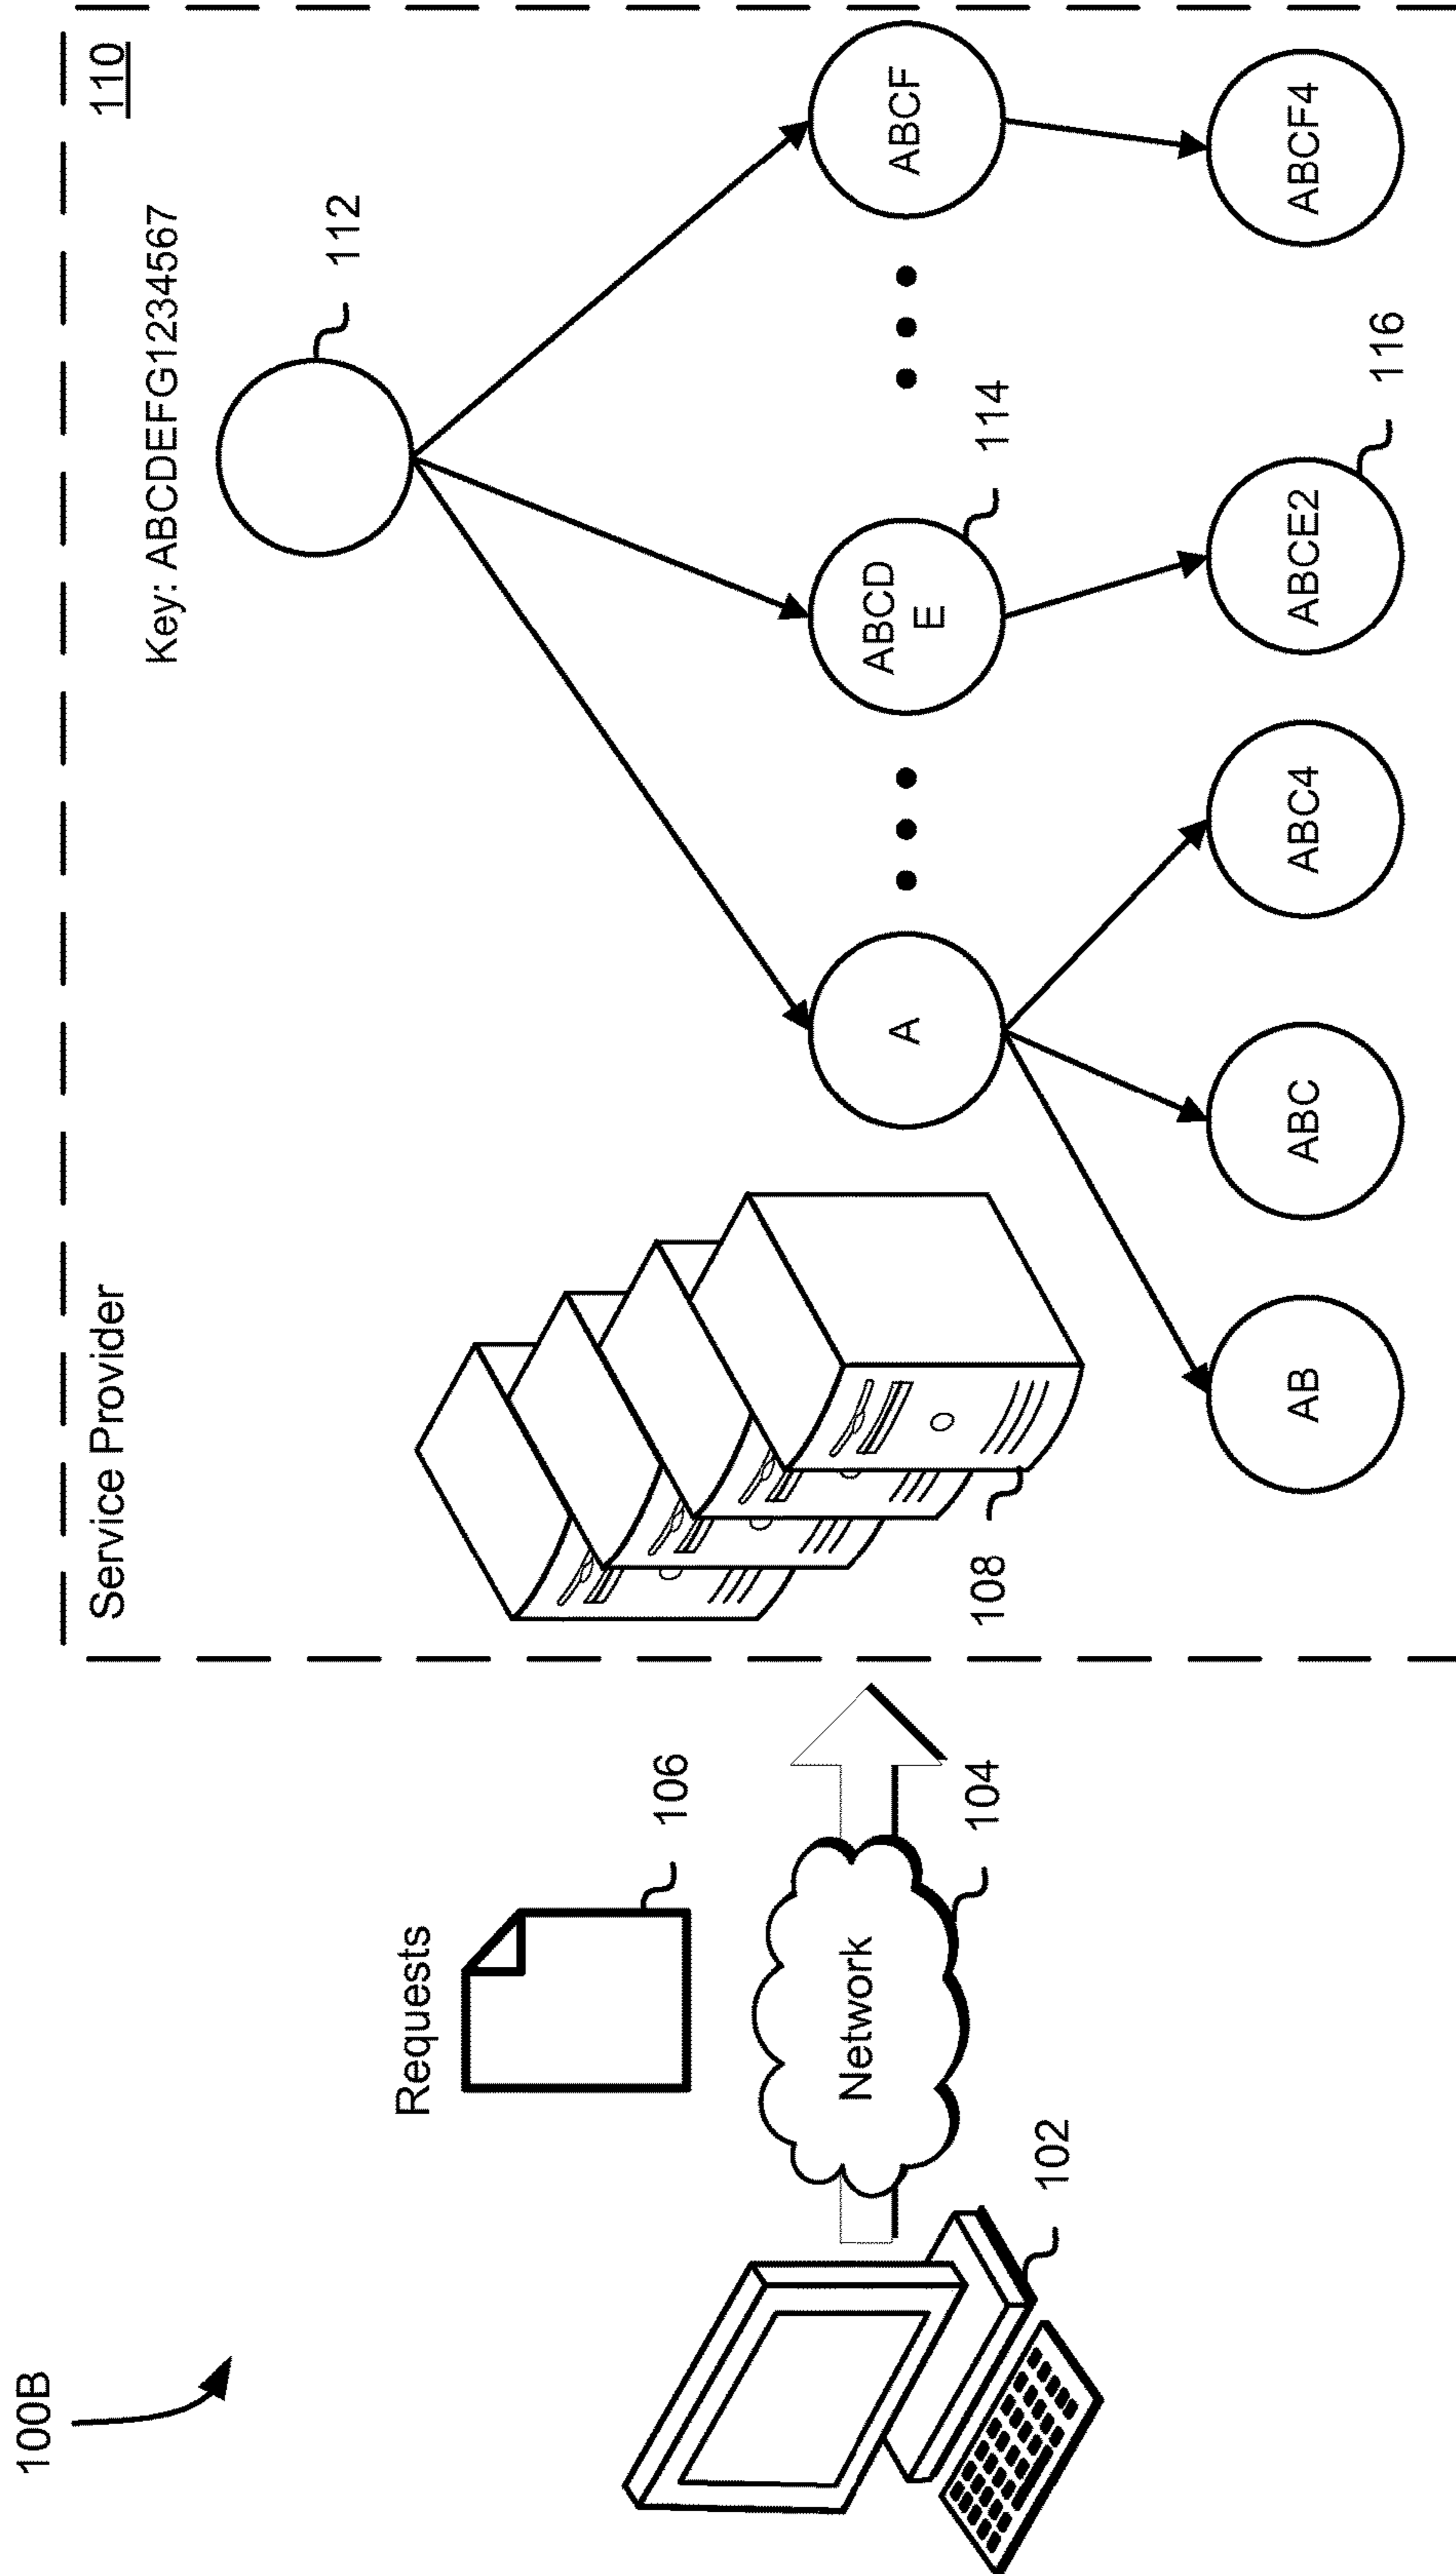 100B
Service Provider
110
Key: ABCDEFG1234567
112
Requests
106
A
ABCD
E
ABCF
114
Network
104
102
108
AB
ABC
ABC4
ABCE2
ABCF4
116